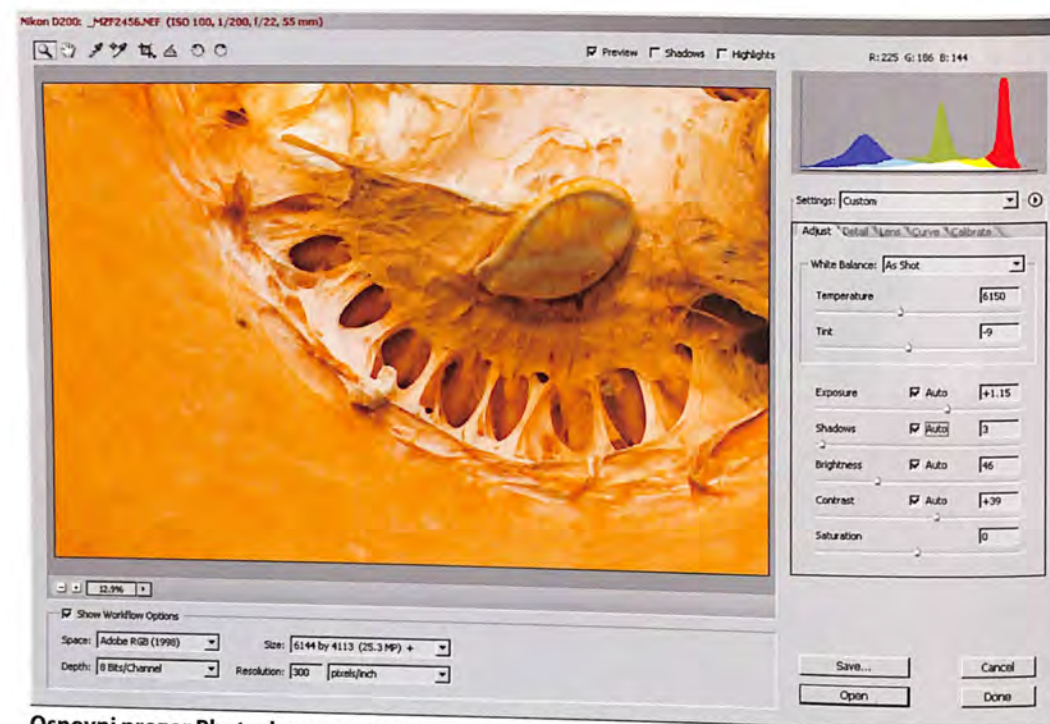 Nikon D200: _MZF2456.NEF (ISO 100, 1/200, f/22, 55 mm)
Preview Shadows Highlights
R: 225 G: 186 B: 144
Settings: Custom
Adjust Detail Lens Curve Calibrate
White Balance: As Shot
Temperature 6150
Tint -9
Exposure Auto +1.15
Shadows Auto 3
Brightness Auto 46
Contrast Auto +39
Saturation 0
12.9%
Show Workflow Options
Space: Adobe RGB (1998) Size: 6144 by 4113 (25.3 MP) +
Depth: 8 Bits/Channel Resolution: 300 pixels/inch
Save... Cancel
Open Done
Osnovni prozor